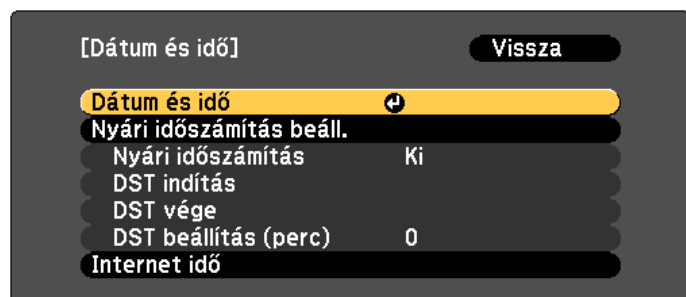 [Dátum és idő] Vissza
Dátum és idő
Nyári időszámítás beáll.
Nyári időszámítás Ki
DST indítás
DST vége
DST beállítás (perc) 0
Internet idő